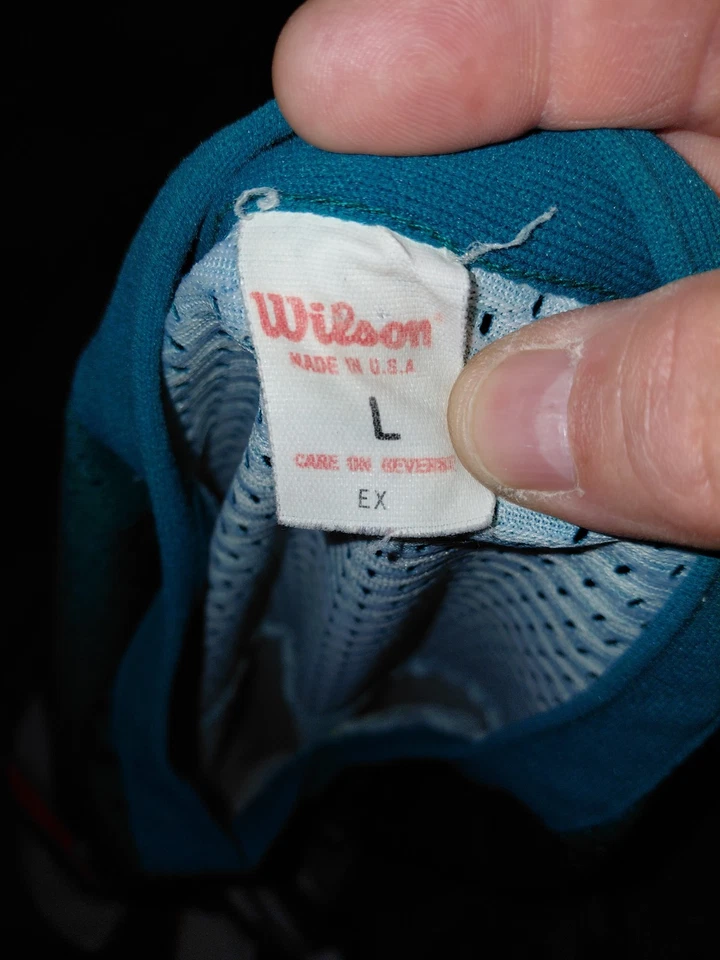 Wilson
MADE IN U.S.A
L
CARE ON REVERSE
EX